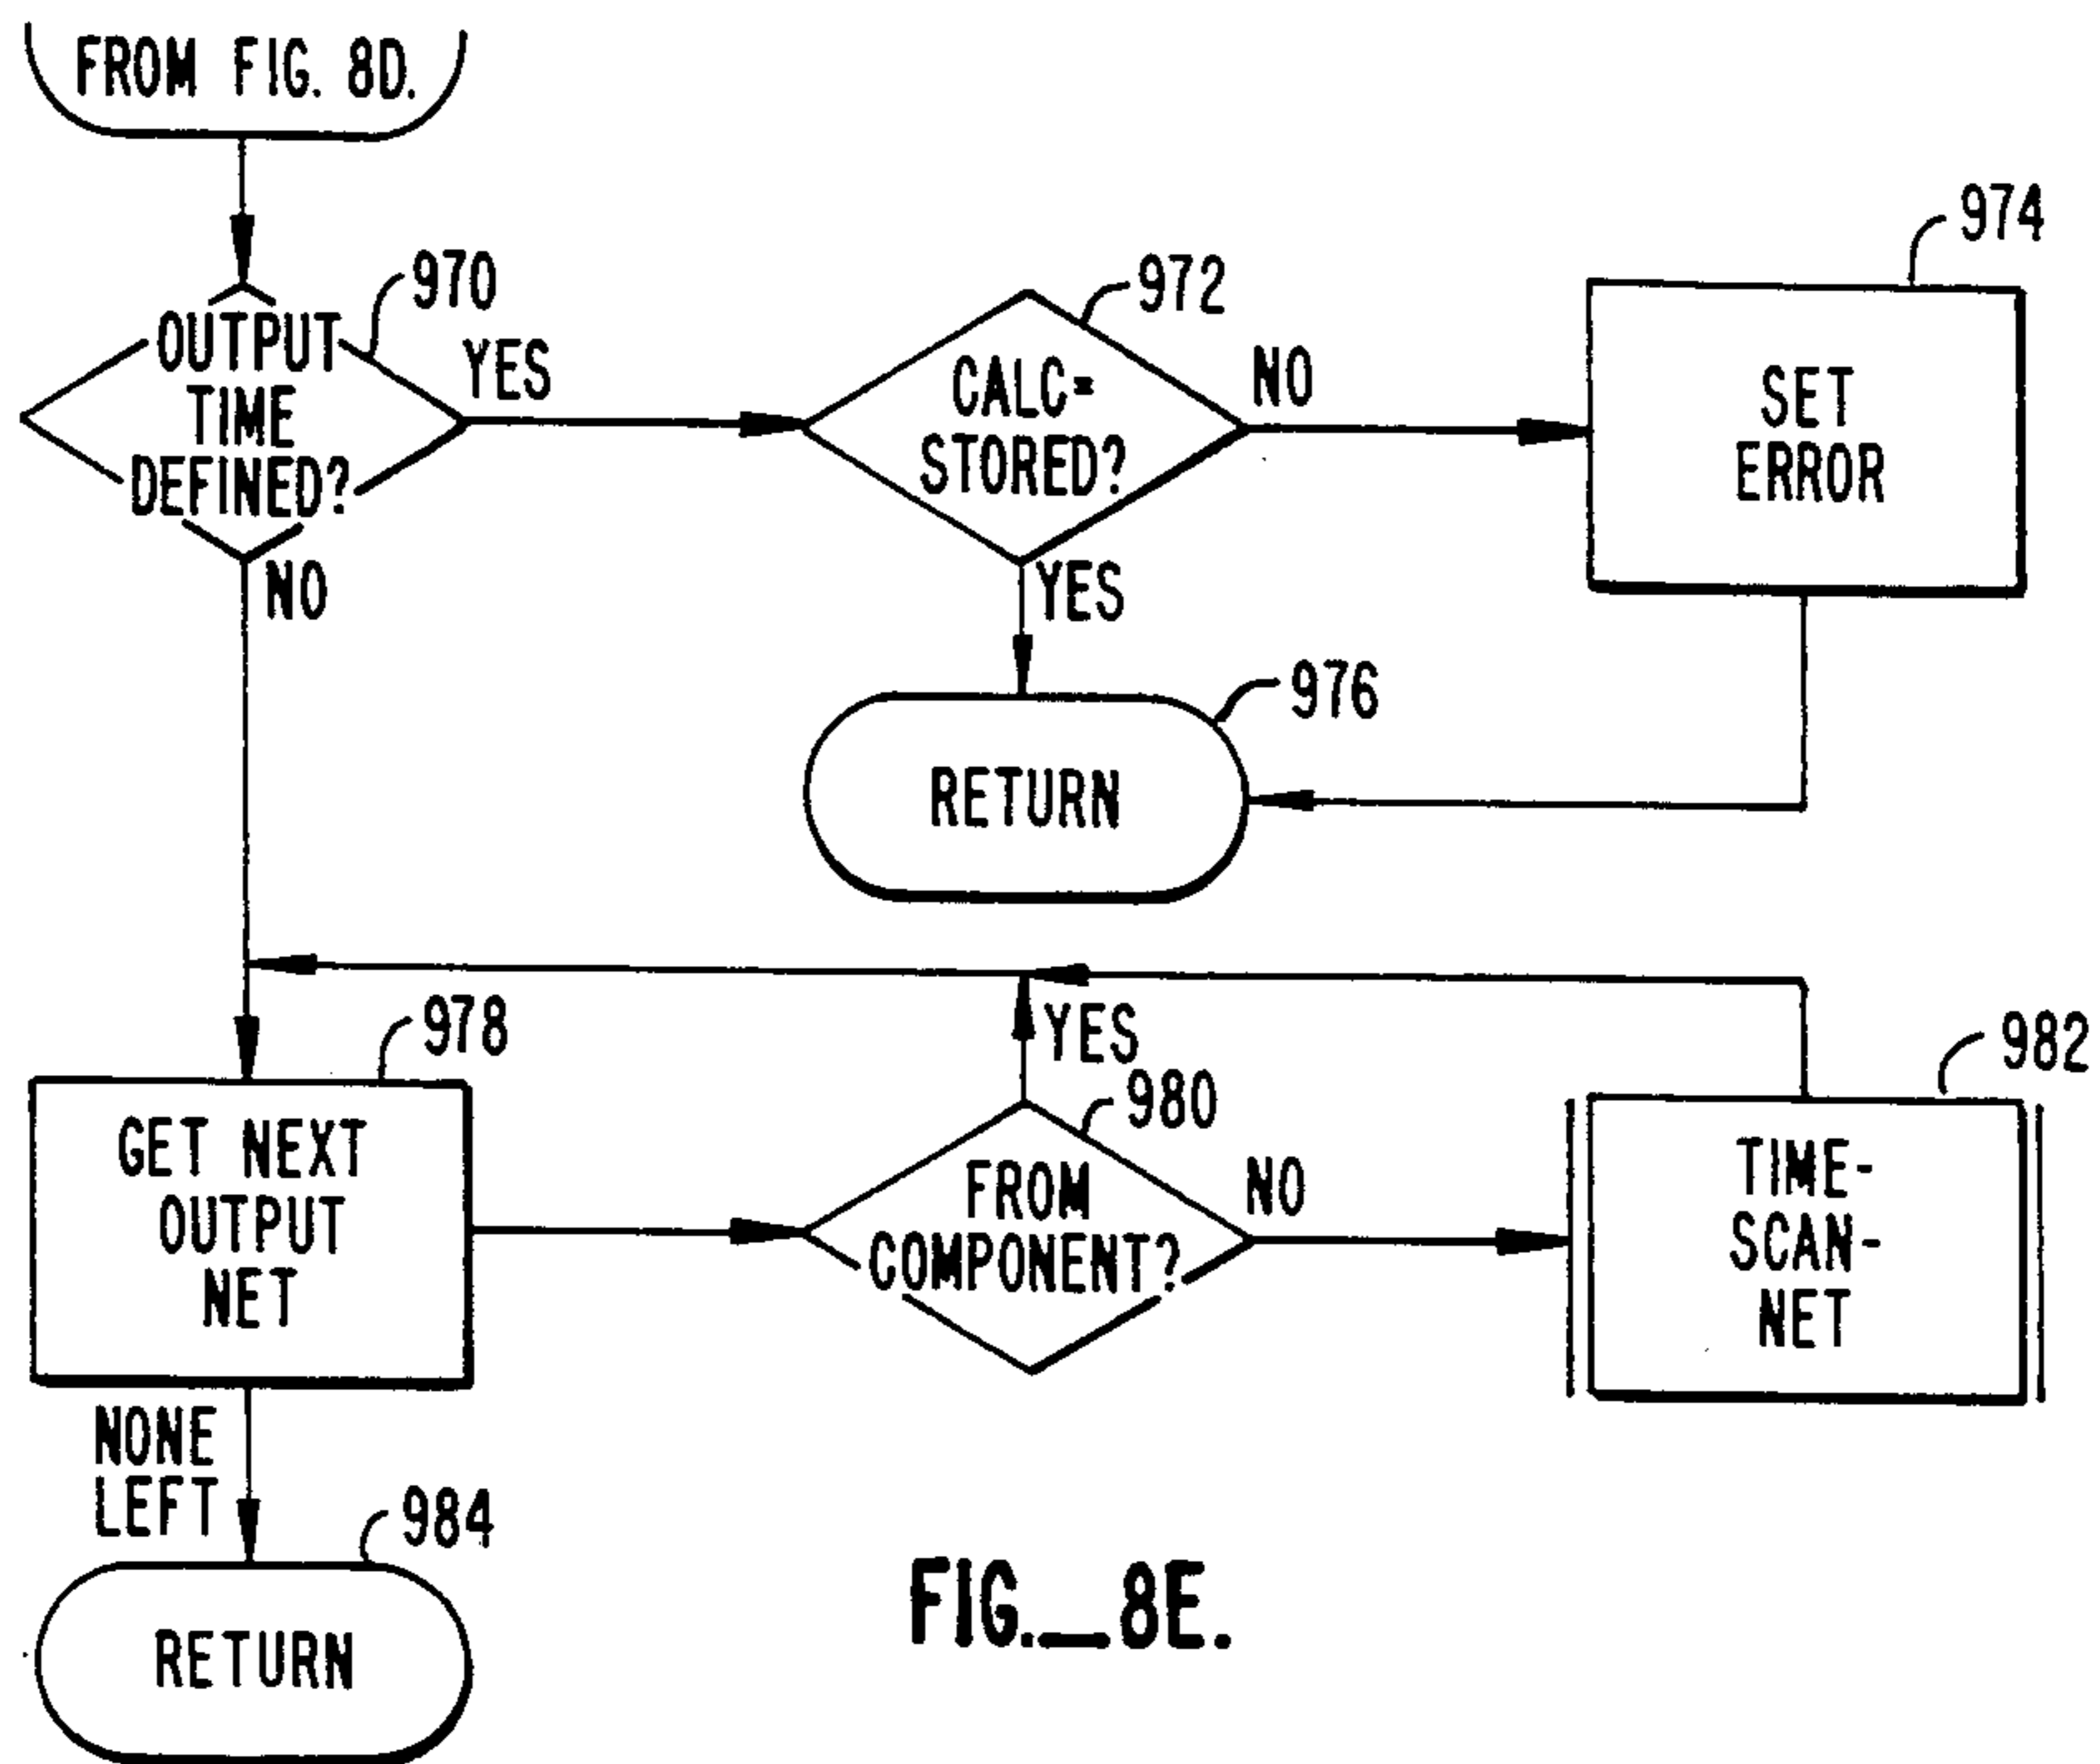 FROM FIG. 8D.
970
OUTPUT
TIME
DEFINED?
YES
NO
972
CALC=
STORED?
NO
YES
974
SET
ERROR
976
RETURN
978
GET NEXT
OUTPUT
NET
YES
980
FROM
COMPONENT?
NO
982
TIME-
SCAN-
NET
NONE
LEFT
984
RETURN
FIG._8E.